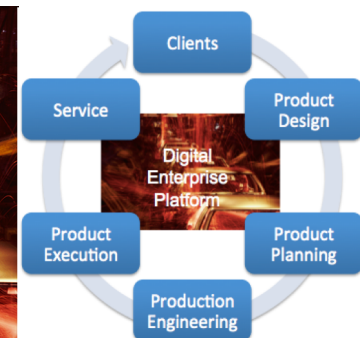 Clients
Product
Design
Product
Planning
Production
Engineering
Product
Execution
Service
Digital
Enterprise
Platform